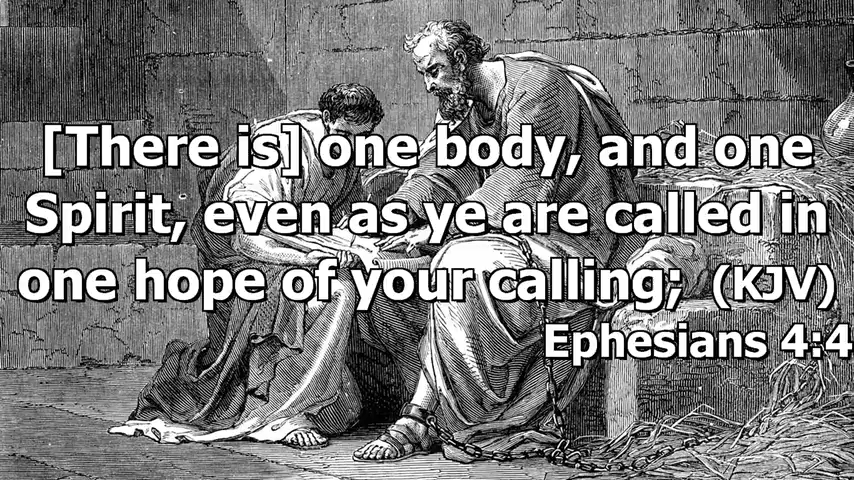 [There is] one body, and one
Spirit, even as ye are called in
one hope of your calling; (KJV)
Ephesians 4:4